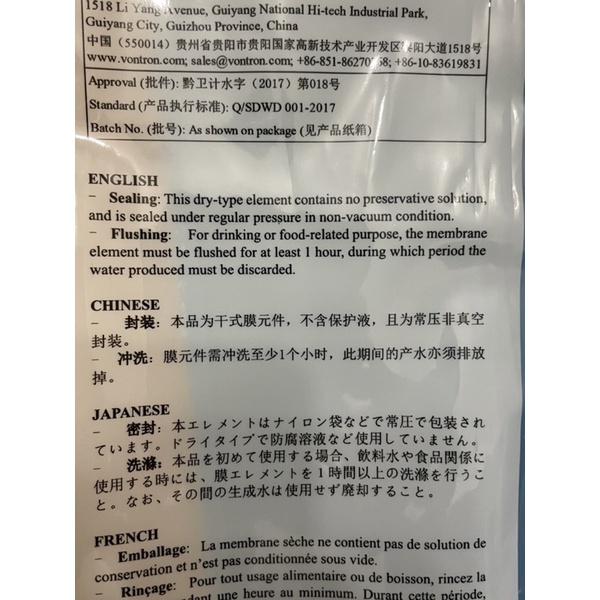 1518 Li Yang Avenue, Guiyang National Hi-tech Industrial Park,
Guiyang City, Guizhou Province, China
中国（550014）贵州省贵阳市贵阳国家高新技术产业开发区 阳大道1518号
www.vontron.com; sales@vontron.com; +86-851-86270 8; +86-10-83619831
Approval (批件): 黔卫计水字（2017）第018号
Standard (产品执行标准): Q/SDWD 001-2017
Batch No. (批号): As shown on package (见产品纸箱)
ENGLISH
– Sealing: This dry-type element contains no preservative solution,
and is sealed under regular pressure in non-vacuum condition.
– Flushing: For drinking or food-related purpose, the membrane
element must be flushed for at least 1 hour, during which period the
water produced must be discarded.
CHINESE
– 封装：本品为干式膜元件，不含保护液，且为常压非真空
封装。
– 冲洗：膜元件需冲洗至少1个小时，此期间的产水亦须排放
掉。
JAPANESE
– 密封：本エレメントはナイロン袋などで常圧で包装され
ています。ドライタイプで防腐溶液など使用していません。
– 洗滌：本品を初めて使用する場合、飲料水や食品関係に
使用する時には、膜エレメントを１時間以上の洗滌を行うこ
と。なお、その間の生成水は使用せず廃却すること。
FRENCH
– Emballage: La membrane sèche ne contient pas de solution de
conservation et n'est pas conditionnée sous vide.
– Rinçage: Pour tout usage alimentaire ou de boisson, rincez la
une heure au minimum. Durant cette période,